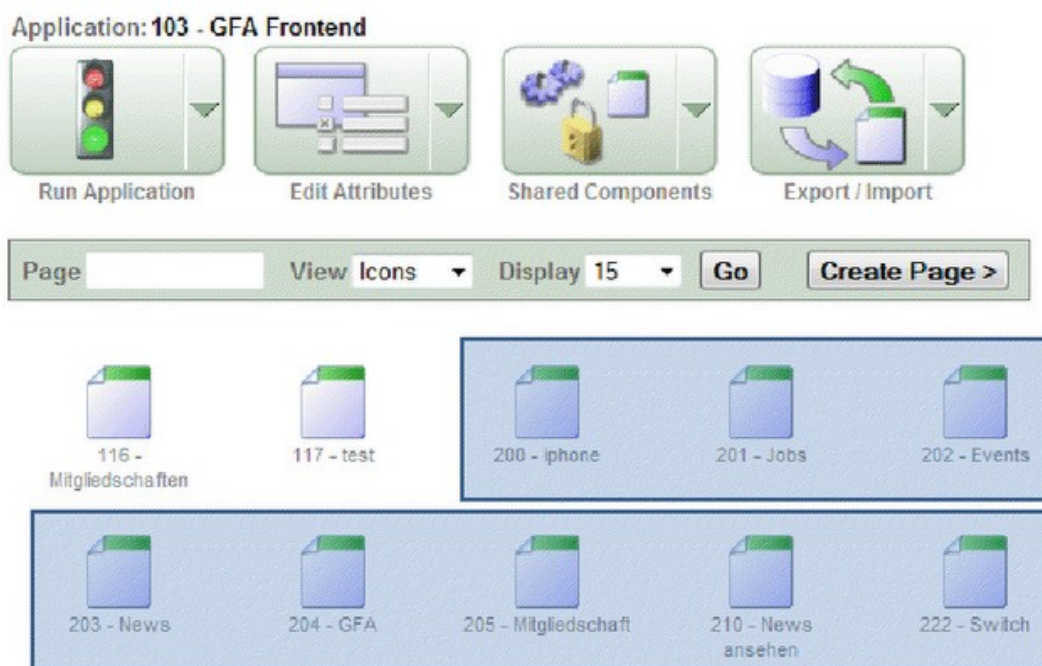 Application: 103 - GFA Frontend
Run Application Edit Attributes Shared Components Export / Import
Page View Icons Display 15 Go Create Page >
116 - Mitgliedschaften
117 - test
200 - iphone
201 - Jobs
202 - Events
203 - News
204 - GFA
205 - Mitgliedschaft
210 - News
ansehen
222 - Switch